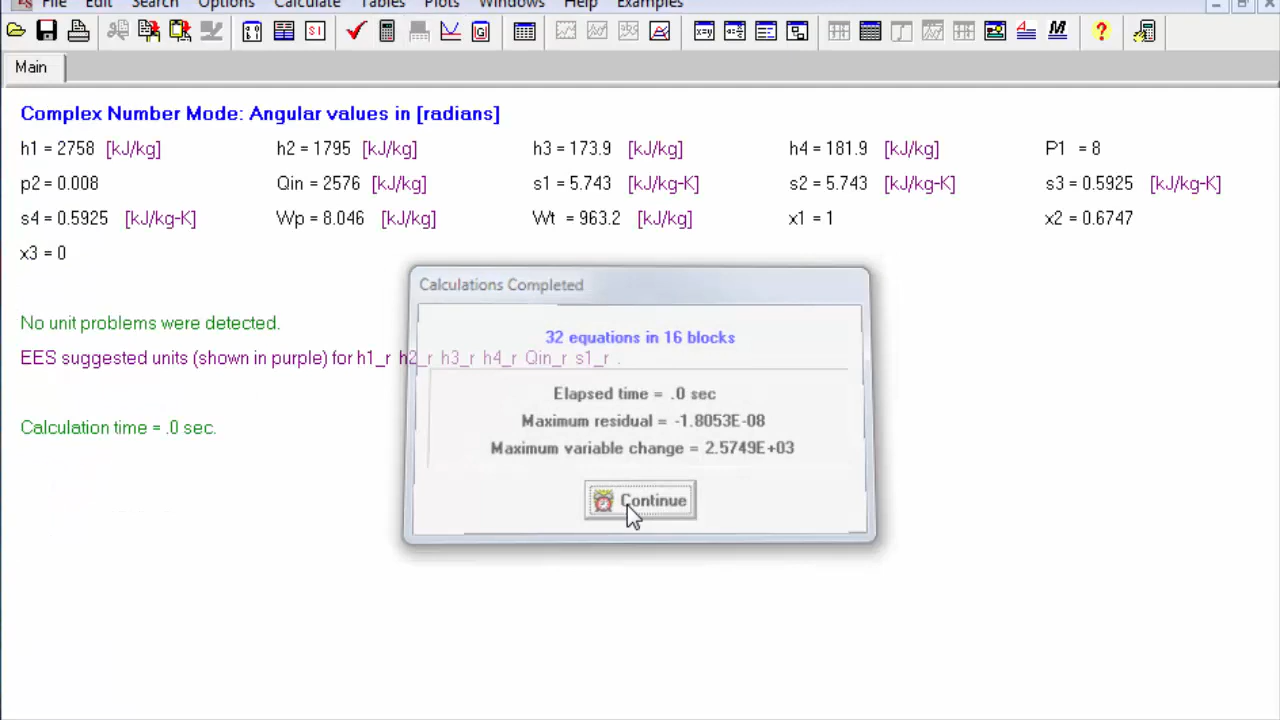 File Edit Search Options Calculate Tables Plots Windows Help Examples
Main
Complex Number Mode: Angular values in [radians]
h1 = 2758 [kJ/kg] h2 = 1795 [kJ/kg] h3 = 173.9 [kJ/kg] h4 = 181.9 [kJ/kg] P1 = 8
p2 = 0.008 Qin = 2576 [kJ/kg] s1 = 5.743 [kJ/kg-K] s2 = 5.743 [kJ/kg-K] s3 = 0.5925 [kJ/kg-K]
s4 = 0.5925 [kJ/kg-K] Wp = 8.046 [kJ/kg] Wt = 963.2 [kJ/kg] x1 = 1 x2 = 0.6747
x3 = 0
Calculations Completed
No unit problems were detected.
32 equations in 16 blocks
EES suggested units (shown in purple) for h1_r h2_r h3_r h4_r Qin_r s1_r .
Elapsed time = .0 sec
Maximum residual = -1.8053E-08
Calculation time = .0 sec.
Maximum variable change = 2.5749E+03
Continue